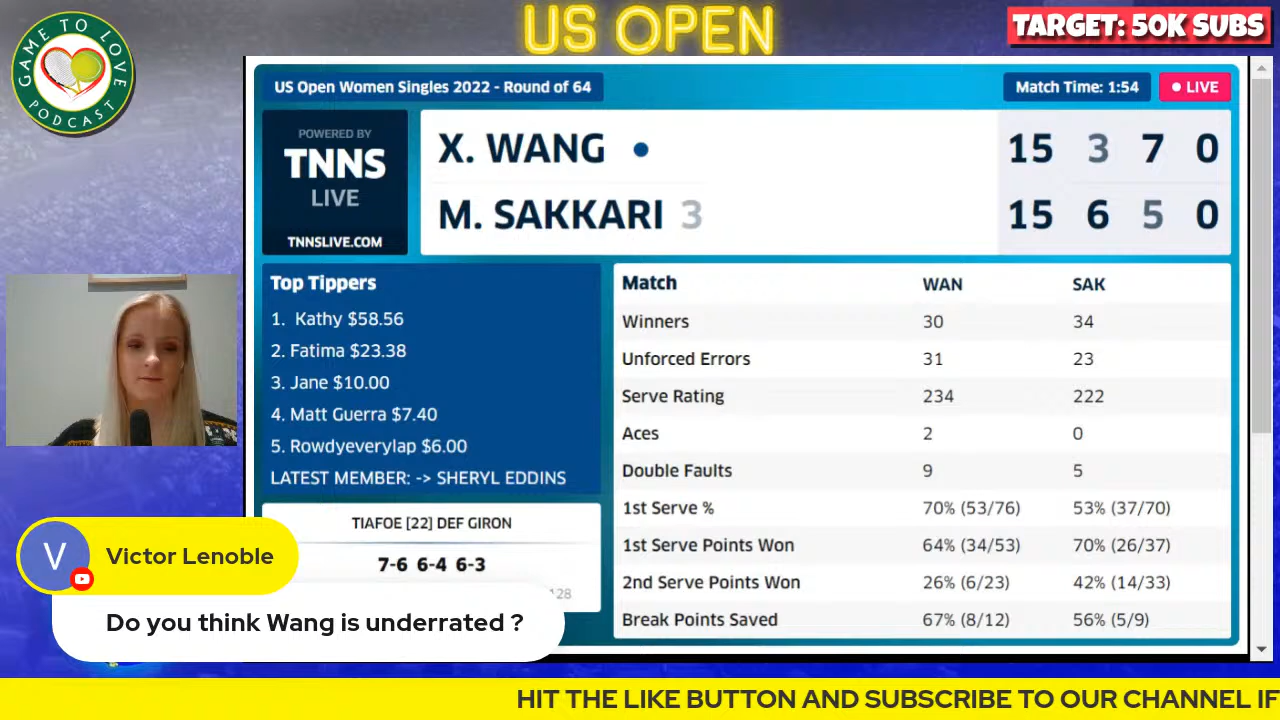 GAME TO LOVE
PODCAST
US OPEN
TARGET: 50K SUBS
US Open Women Singles 2022 - Round of 64
Match Time: 1:54
LIVE
POWERED BY
TNNS
LIVE
TNNSLIVE.COM
X. WANG 15 3 7 0
M. SAKKARI 3 15 6 5 0
Top Tippers
1. Kathy $58.56
2. Fatima $23.38
3. Jane $10.00
4. Matt Guerra $7.40
5. Rowdyeverylap $6.00
LATEST MEMBER: -> SHERYL EDDINS
TIAFOE [22] DEF GIRON
7-6 6-4 6-3
128
Match WAN SAK
Winners 30 34
Unforced Errors 31 23
Serve Rating 234 222
Aces 2 0
Double Faults 9 5
1st Serve % 70% (53/76) 53% (37/70)
1st Serve Points Won 64% (34/53) 70% (26/37)
2nd Serve Points Won 26% (6/23) 42% (14/33)
Break Points Saved 67% (8/12) 56% (5/9)
V
Victor Lenoble
Do you think Wang is underrated ?
HIT THE LIKE BUTTON AND SUBSCRIBE TO OUR CHANNEL IF